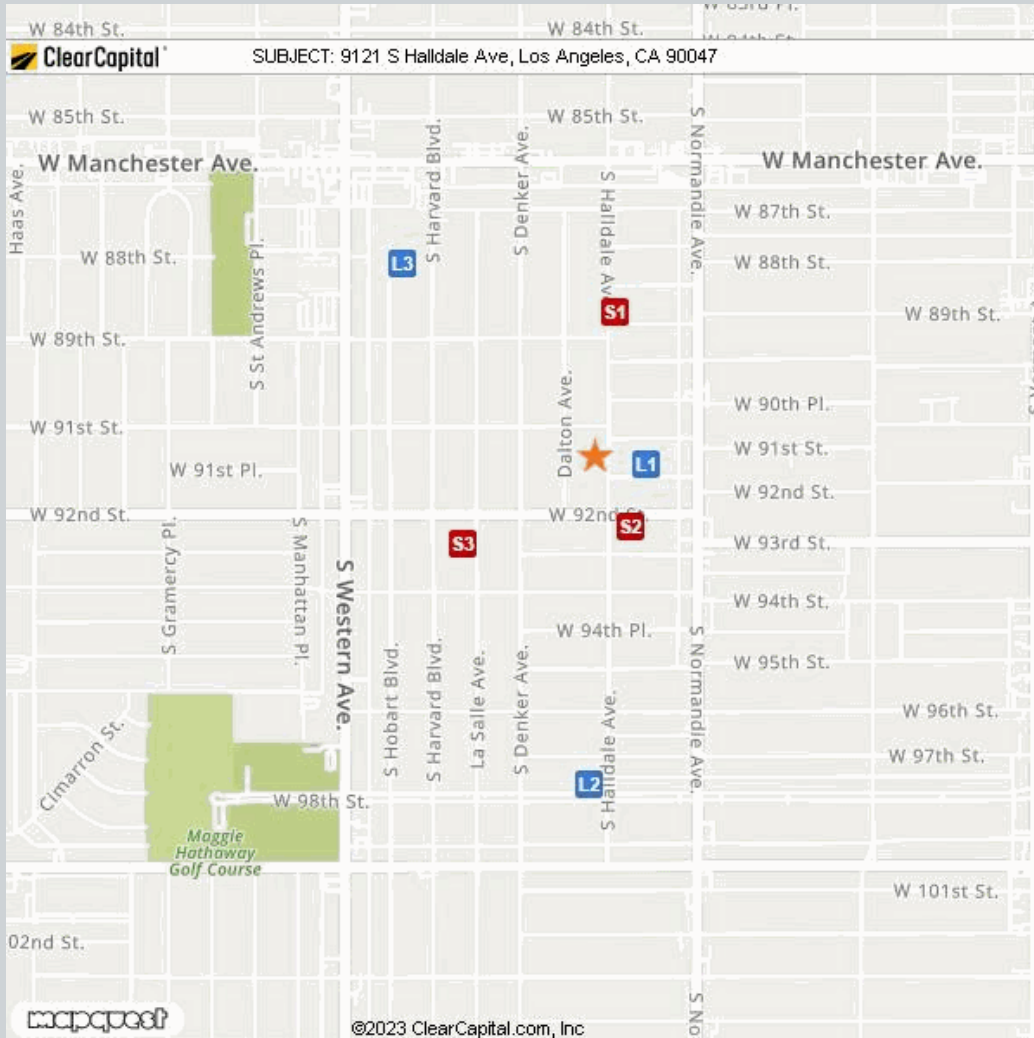 W 83rd Pl.
W 84th St.
W 84th St.
W 84th St.
ClearCapital
SUBJECT: 9121 S Halldale Ave, Los Angeles, CA 90047
W 85th St.
W 85th St.
W Manchester Ave.
W Manchester Ave.
Haas Ave.
S Harvard Blvd.
S Denker Ave.
S Halldale Ave.
S Normandie Ave.
W 87th St.
W 88th St.
W 88th St.
L3
S St Andrews Pl.
S1
W 89th St.
W 89th St.
Dalton Ave.
W 90th Pl.
W 91st St.
W 91st St.
W 91st Pl.
L1
W 92nd St.
W 92nd St.
W 92nd St.
S2
S3
W 93rd St.
S Gramercy Pl.
S Manhattan Pl.
S Western Ave.
W 94th St.
W 94th Pl.
W 95th St.
S Hobart Blvd.
S Harvard Blvd.
La Salle Ave.
S Denker Ave.
S Halldale Ave.
S Normandie Ave.
W 96th St.
Cimarron St.
W 97th St.
L2
W 98th St.
Maggie
Hathaway
Golf Course
W 101st St.
02nd St.
S No
mapquest
©2023 ClearCapital.com, Inc